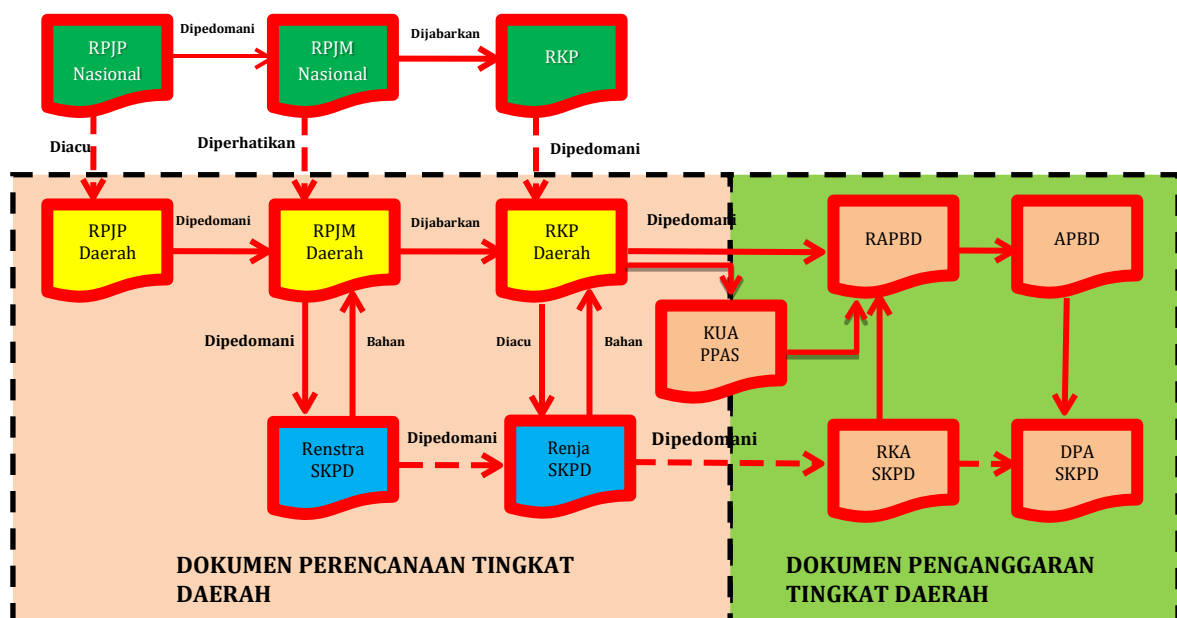 RPJP
Nasional
Dipedomani
RPJM
Nasional
Dijabarkan
RKP
Diacu
Diperhatikan
Dipedomani
RPJP
Daerah
Dipedomani
RPJM
Daerah
Dijabarkan
RKP
Daerah
Dipedomani
RAPBD
APBD
Dipedomani
Bahan
Diacu
Bahan
KUA
PPAS
Renstra
SKPD
Dipedomani
Renja
SKPD
Dipedomani
RKA
SKPD
DPA
SKPD
DOKUMEN PERENCANAAN TINGKAT
DAERAH
DOKUMEN PENGANGGARAN
TINGKAT DAERAH